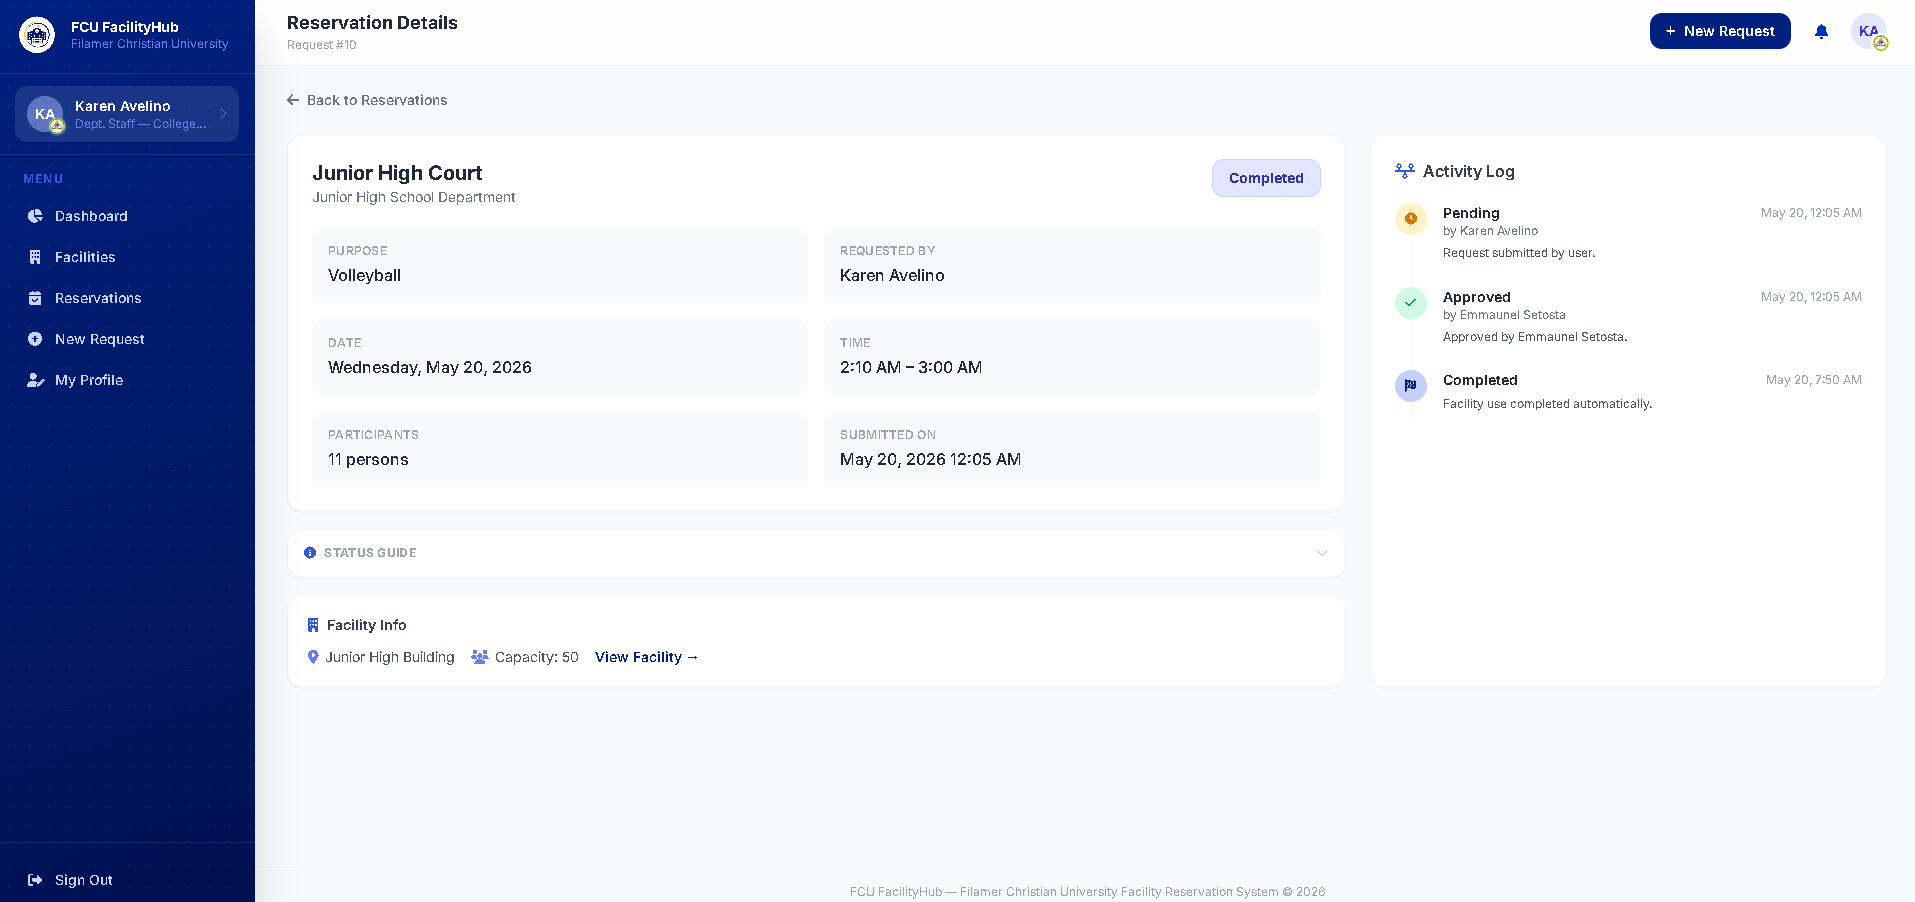 FCU FacilityHub
Filamer Christian University
KA
Karen Avelino
Dept. Staff — College...
MENU
Dashboard
Facilities
Reservations
New Request
My Profile
Sign Out
Reservation Details
Request #10
+ New Request
KA
← Back to Reservations
Junior High Court
Junior High School Department
Completed
PURPOSE
Volleyball
REQUESTED BY
Karen Avelino
DATE
Wednesday, May 20, 2026
TIME
2:10 AM – 3:00 AM
PARTICIPANTS
11 persons
SUBMITTED ON
May 20, 2026 12:05 AM
STATUS GUIDE
Facility Info
Junior High Building
Capacity: 50
View Facility →
Activity Log
Pending
May 20, 12:05 AM
by Karen Avelino
Request submitted by user.
Approved
May 20, 12:05 AM
by Emmaunel Setosta
Approved by Emmaunel Setosta.
Completed
May 20, 7:50 AM
Facility use completed automatically.
FCU FacilityHub — Filamer Christian University Facility Reservation System © 2026